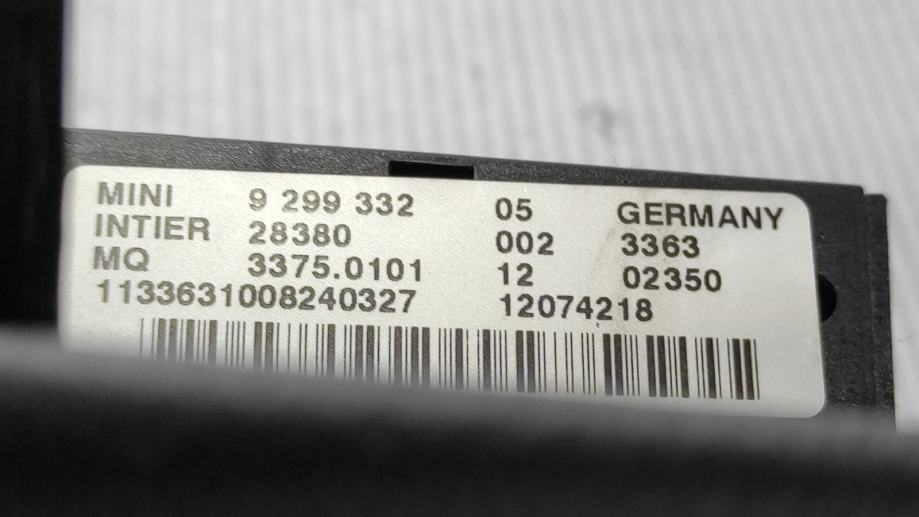 MINI 9 299 332 05 GERMANY
INTIER 28380 002 3363
MQ 3375.0101 12 02350
1133631008240327 12074218